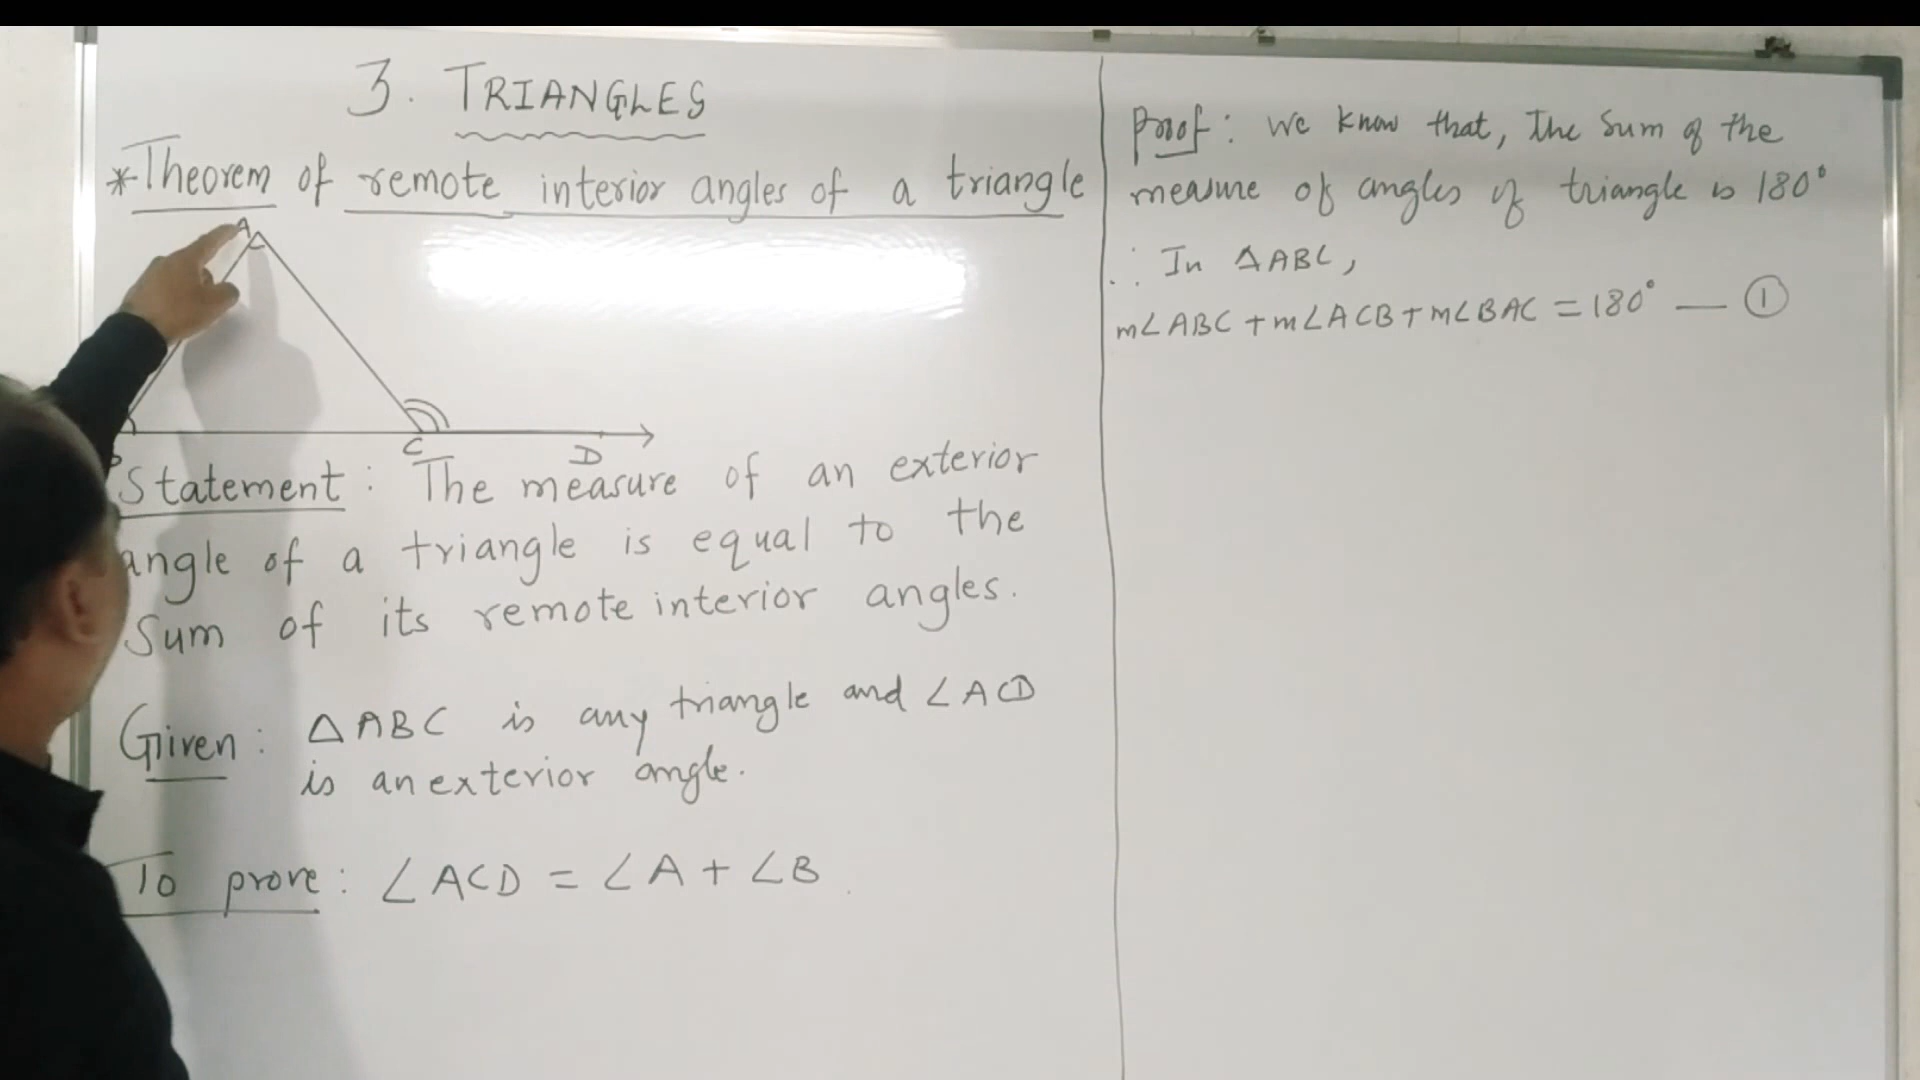 3. TRIANGLES
*Theorem of remote interior angles of a triangle
A
C
D
Statement: The measure of an exterior
angle of a triangle is equal to the
Sum of its remote interior angles.
Given: △ABC is any triangle and ∠ACD
is an exterior angle.
To prove: ∠ACD = ∠A + ∠B
Proof: We know that, The Sum of the
measure of angles of triangle is 180°
∴ In △ABC,
m∠ABC + m∠ACB + m∠BAC = 180° — ①